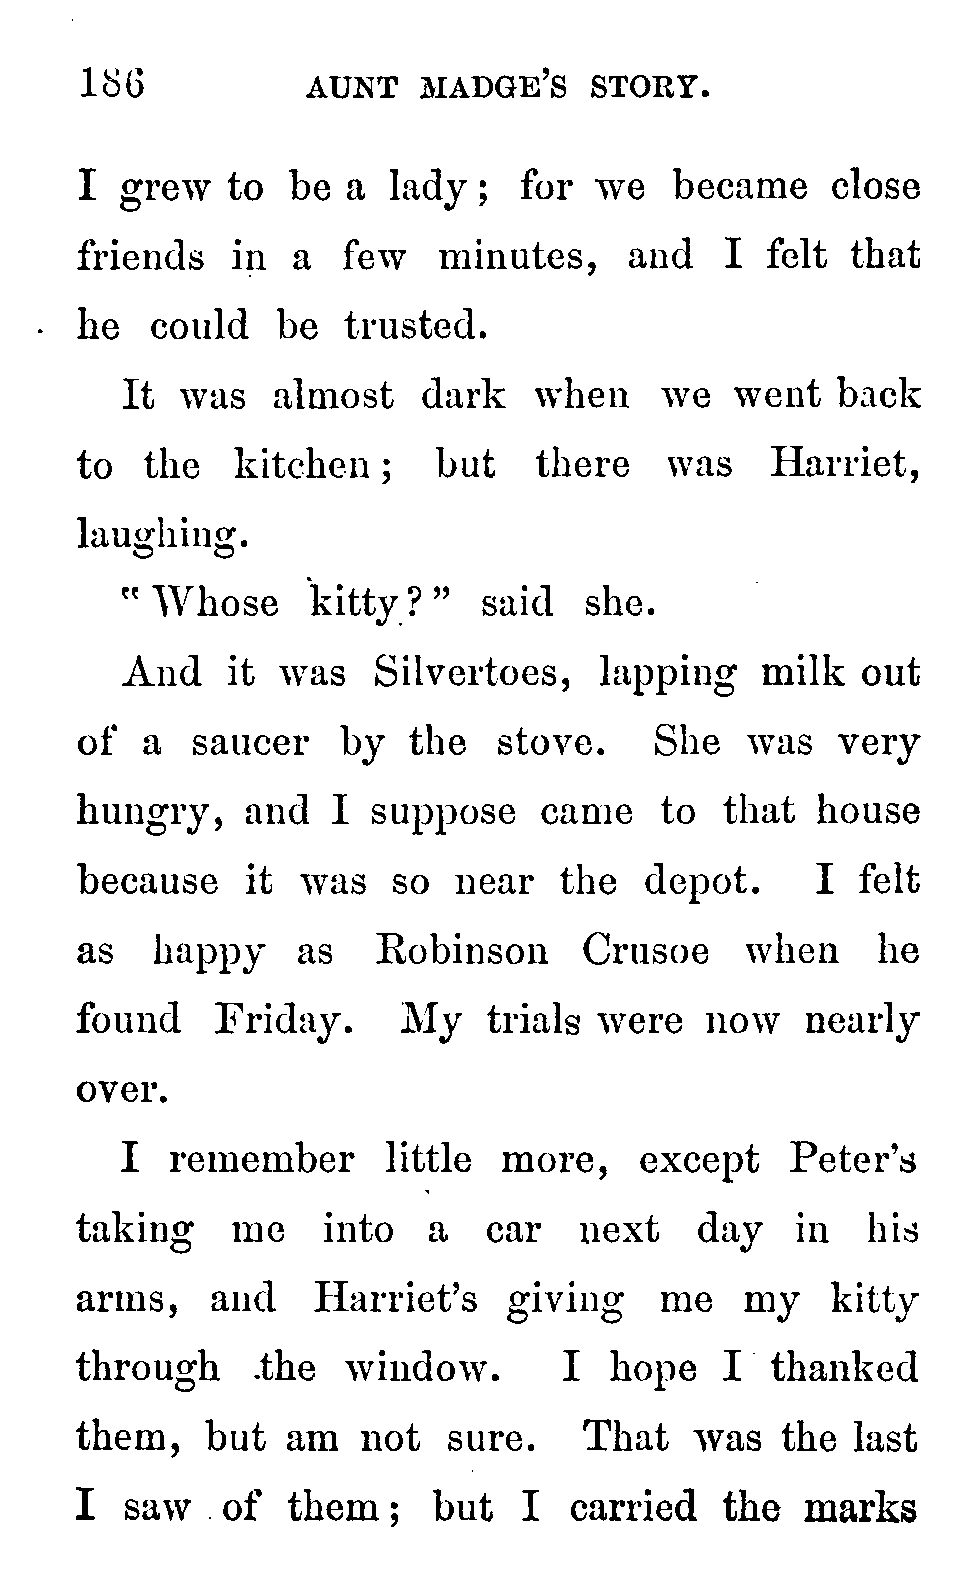 186 AUNT MADGE'S STORY.
I grew to be a lady; for we became close
friends in a few minutes, and I felt that
he could be trusted.
It was almost dark when we went back
to the kitchen; but there was Harriet,
laughing.
"Whose kitty?" said she.
And it was Silvertoes, lapping milk out
of a saucer by the stove. She was very
hungry, and I suppose came to that house
because it was so near the depot. I felt
as happy as Robinson Crusoe when he
found Friday. My trials were now nearly
over.
I remember little more, except Peter's
taking me into a car next day in his
arms, and Harriet's giving me my kitty
through the window. I hope I thanked
them, but am not sure. That was the last
I saw of them; but I carried the marks